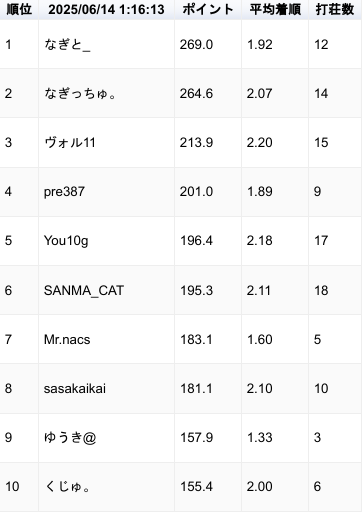 順位 2025/06/14 1:16:13 ポイント 平均着順 打荘数
1 なぎと_ 269.0 1.92 12
2 なぎっちゅ。 264.6 2.07 14
3 ヴォル11 213.9 2.20 15
4 pre387 201.0 1.89 9
5 You10g 196.4 2.18 17
6 SANMA_CAT 195.3 2.11 18
7 Mr.nacs 183.1 1.60 5
8 sasakaikai 181.1 2.10 10
9 ゆうき@ 157.9 1.33 3
10 くじゅ。 155.4 2.00 6